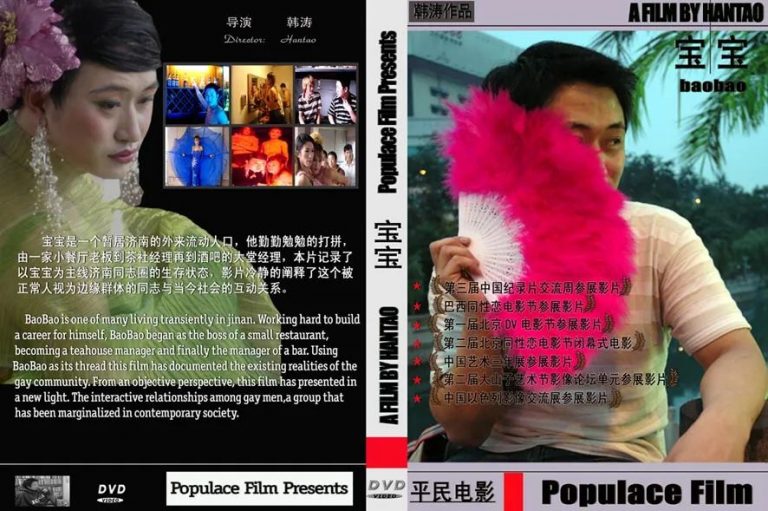 导演 韩涛
Director: Hantao
宝宝是一个暂居济南的外来流动人口，他勤勤勉勉的打拼，
由一家小餐厅老板到茶社经理再到酒吧的大堂经理，本片记录了
以宝宝为主线济南同志圈的生存状态，影片冷静的阐释了这个被
正常人视为边缘群体的同志与当今社会的互动关系。
BaoBao is one of many living transiently in jinan. Working hard to build
a career for himself, BaoBao began as the boss of a small restaurant,
becoming a teahouse manager and finally the manager of a bar. Using
BaoBao as its thread this film has documented the existing realities of the
gay community. From an objective perspective, this film has presented in
a new light. The interactive relationships among gay men,a group that
has been marginalized in contemporary society.
DVD
VIDEO
Populace Film Presents
Populace Film Presents
宝宝
A FILM BY HANTAO
DVD
VIDEO
韩涛作品
A FILM BY HANTAO
宝宝
baobao
★ 第三届中国纪录片交流周参展影片
★ 巴西同性恋电影节参展影片
★ 第一届北京DV电影节参展影片
★ 第二届北京同性恋电影节闭幕式电影
★ 中国艺术三年展参展影片
★ 第二届大山子艺术节影像论坛单元参展影片
★ 中国以色列影像交流展参展影片
平民电影
Populace Film